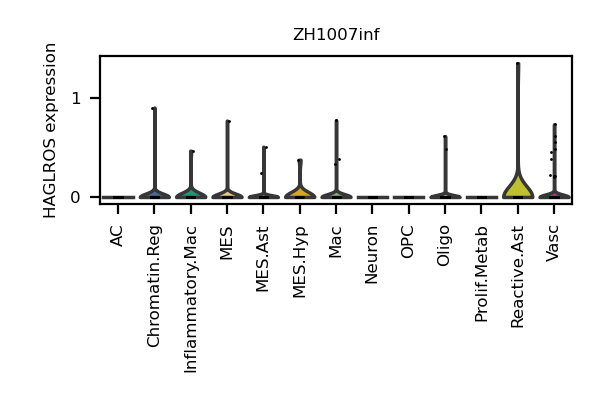 ZH1007inf
HAGLROS expression
1
0
AC
Chromatin.Reg
Inflammatory.Mac
MES
MES.Ast
MES.Hyp
Mac
Neuron
OPC
Oligo
Prolif.Metab
Reactive.Ast
Vasc